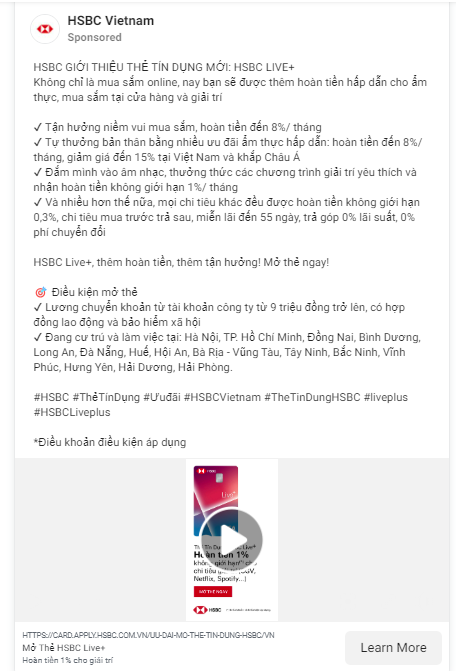 HSBC Vietnam
Sponsored
HSBC GIỚI THIỆU THẺ TÍN DỤNG MỚI: HSBC LIVE+
Không chỉ là mua sắm online, nay bạn sẽ được thêm hoàn tiền hấp dẫn cho ẩm
thực, mua sắm tại cửa hàng và giải trí
✓ Tận hưởng niềm vui mua sắm, hoàn tiền đến 8%/ tháng
✓ Tự thưởng bản thân bằng nhiều ưu đãi ẩm thực hấp dẫn: hoàn tiền đến 8%/
tháng, giảm giá đến 15% tại Việt Nam và khắp Châu Á
✓ Đắm mình vào âm nhạc, thưởng thức các chương trình giải trí yêu thích và
nhận hoàn tiền không giới hạn 1%/ tháng
✓ Và nhiều hơn thế nữa, mọi chi tiêu khác đều được hoàn tiền không giới hạn
0,3%, chi tiêu mua trước trả sau, miễn lãi đến 55 ngày, trả góp 0% lãi suất, 0%
phí chuyển đổi
HSBC Live+, thêm hoàn tiền, thêm tận hưởng! Mở thẻ ngay!
🎯 Điều kiện mở thẻ
✓ Lương chuyển khoản từ tài khoản công ty từ 9 triệu đồng trở lên, có hợp
đồng lao động và bảo hiểm xã hội
✓ Đang cư trú và làm việc tại: Hà Nội, TP. Hồ Chí Minh, Đồng Nai, Bình Dương,
Long An, Đà Nẵng, Huế, Hội An, Bà Rịa - Vũng Tàu, Tây Ninh, Bắc Ninh, Vĩnh
Phúc, Hưng Yên, Hải Dương, Hải Phòng.
#HSBC #ThẻTínDụng #Ưuđãi #HSBCVietnam #TheTinDungHSBC #liveplus
#HSBCLiveplus
*Điều khoản điều kiện áp dụng
HSBC
Live+
Tín Dụng Live+
Hoàn tiền 1%
không giới hạn
chi tiêu
Netflix, Spotify...)
MỞ THẺ NGAY
HSBC
HTTPS://CARD.APPLY.HSBC.COM.VN/UU-DAI-MO-THE-TIN-DUNG-HSBC/VN
Mở Thẻ HSBC Live+
Hoàn tiền 1% cho giải trí
Learn More